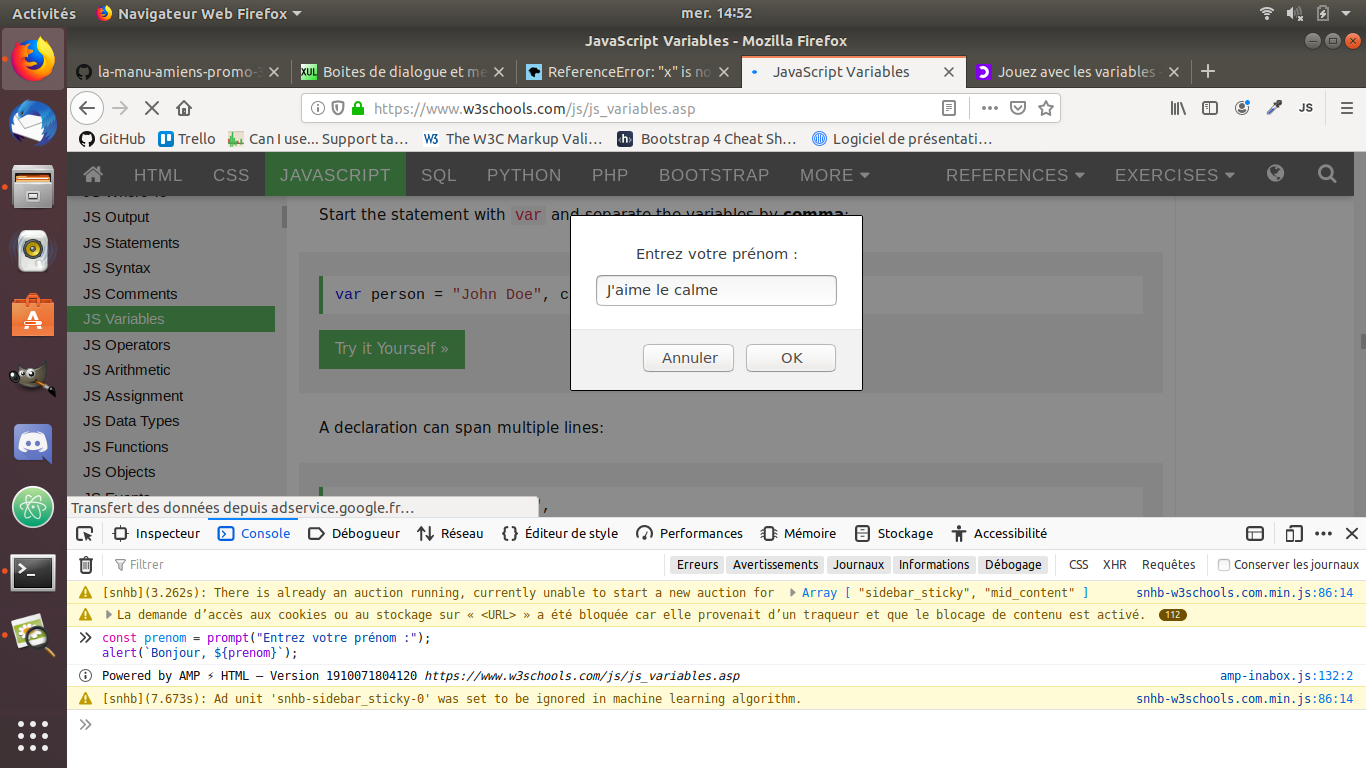 Activités Navigateur Web Firefox mer. 14:52
JavaScript Variables - Mozilla Firefox
la-manu-amiens-promo-3 XUL Boites de dialogue et me ReferenceError: "x" is no JavaScript Variables Jouez avec les variables
https://www.w3schools.com/js/js_variables.asp JS
GitHub Trello Can I use... Support ta… W3 The W3C Markup Vali… h Bootstrap 4 Cheat Sh… Logiciel de présentati…
HTML CSS JAVASCRIPT SQL PYTHON PHP BOOTSTRAP MORE REFERENCES EXERCISES
JS Output
JS Statements
JS Syntax
JS Comments
JS Variables
JS Operators
JS Arithmetic
JS Assignment
JS Data Types
JS Functions
JS Objects
Start the statement with var and separate the variables by comma:
var person = "John Doe", c
Try it Yourself »
A declaration can span multiple lines:
Entrez votre prénom :
J'aime le calme
Annuler OK
Transfert des données depuis adservice.google.fr…
Inspecteur Console Débogueur Réseau Éditeur de style Performances Mémoire Stockage Accessibilité
Filtrer Erreurs Avertissements Journaux Informations Débogage CSS XHR Requêtes Conserver les journaux
[snhb](3.262s): There is already an auction running, currently unable to start a new auction for Array [ "sidebar_sticky", "mid_content" ] snhb-w3schools.com.min.js:86:14
La demande d’accès aux cookies ou au stockage sur « <URL> » a été bloquée car elle provenait d’un traqueur et que le blocage de contenu est activé. 112
const prenom = prompt("Entrez votre prénom :");
alert(`Bonjour, ${prenom}`);
Powered by AMP ⚡ HTML — Version 1910071804120 https://www.w3schools.com/js/js_variables.asp amp-inabox.js:132:2
[snhb](7.673s): Ad unit 'snhb-sidebar_sticky-0' was set to be ignored in machine learning algorithm. snhb-w3schools.com.min.js:86:14